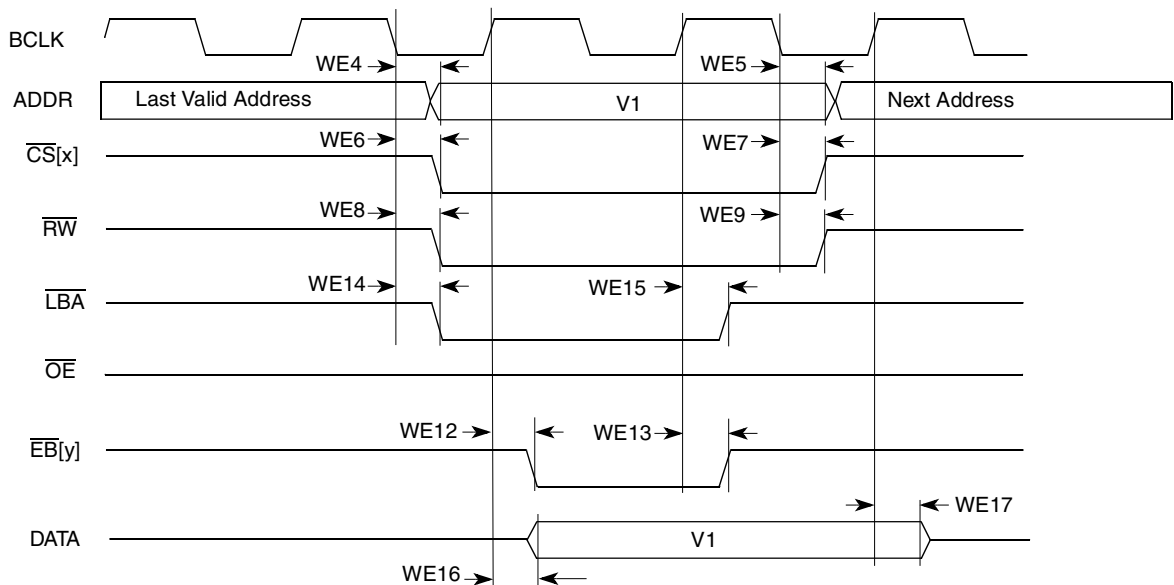 BCLK
WE4 WE5
ADDR Last Valid Address V1 Next Address
WE6 WE7
CS[x]
WE8 WE9
RW
WE14 WE15
LBA
OE
WE12 WE13
EB[y]
WE17
DATA V1
WE16